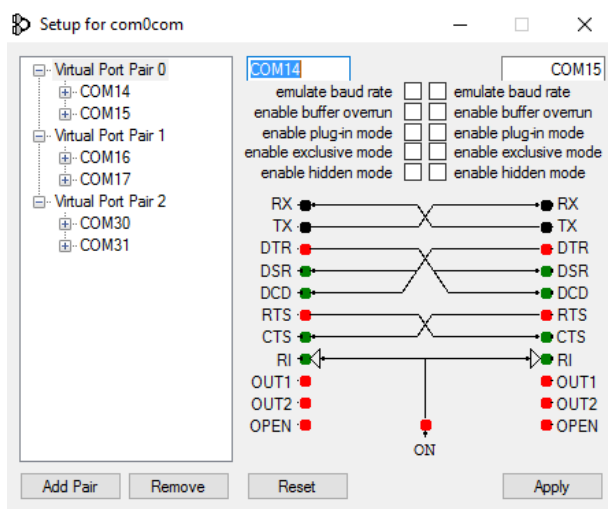 Setup for com0com
Virtual Port Pair 0
COM14
COM15
Virtual Port Pair 1
COM16
COM17
Virtual Port Pair 2
COM30
COM31
COM14 COM15
emulate baud rate emulate baud rate
enable buffer overrun enable buffer overrun
enable plug-in mode enable plug-in mode
enable exclusive mode enable exclusive mode
enable hidden mode enable hidden mode
RX RX
TX TX
DTR DTR
DSR DSR
DCD DCD
RTS RTS
CTS CTS
RI RI
OUT1 OUT1
OUT2 OUT2
OPEN OPEN
ON
Add Pair Remove Reset Apply